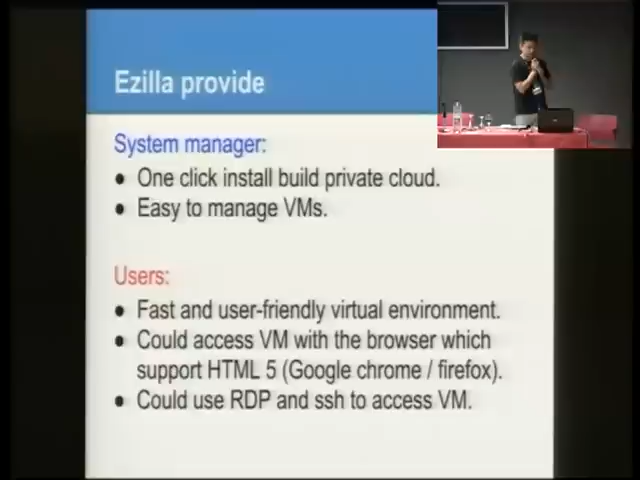 Ezilla provide
System manager:
● One click install build private cloud.
● Easy to manage VMs.
Users:
● Fast and user-friendly virtual environment.
● Could access VM with the browser which
support HTML 5 (Google chrome / firefox).
● Could use RDP and ssh to access VM.